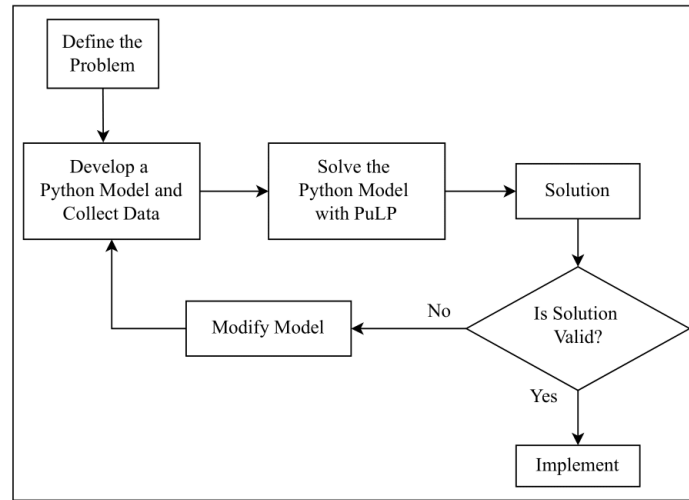 Define the
Problem
Develop a
Python Model and
Collect Data
Solve the
Python Model
with PuLP
Solution
Is Solution
Valid?
No
Modify Model
Yes
Implement